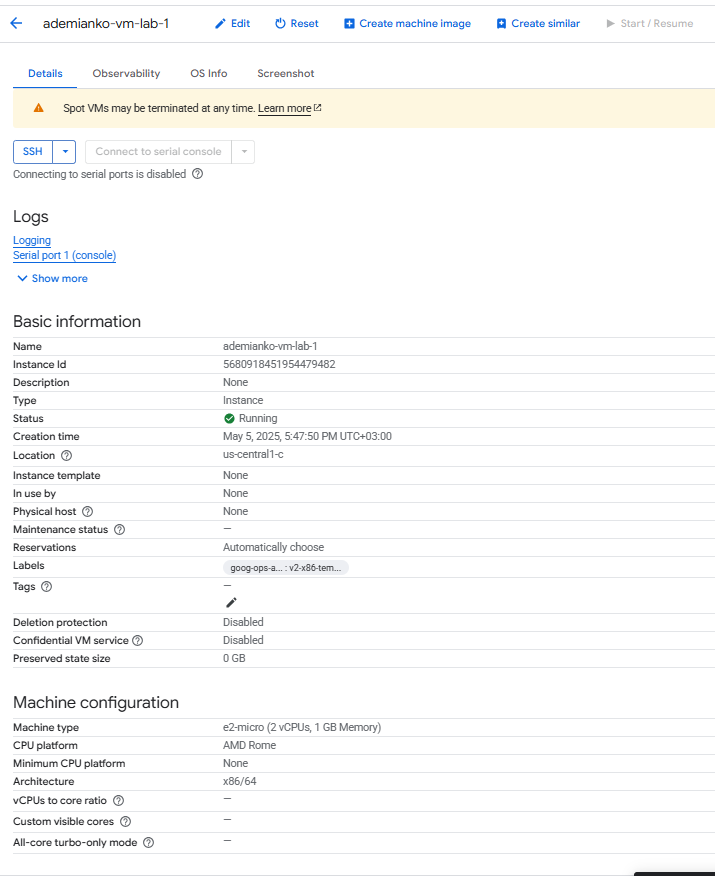 ademianko-vm-lab-1 Edit Reset Create machine image Create similar Start / Resume
Details Observability OS Info Screenshot
Spot VMs may be terminated at any time. Learn more
SSH Connect to serial console
Connecting to serial ports is disabled
Logs
Logging
Serial port 1 (console)
Show more
Basic information
Name ademianko-vm-lab-1
Instance Id 5680918451954479482
Description None
Type Instance
Status Running
Creation time May 5, 2025, 5:47:50 PM UTC+03:00
Location us-central1-c
Instance template None
In use by None
Physical host None
Maintenance status —
Reservations Automatically choose
Labels goog-ops-a... : v2-x86-tem...
Tags —
Deletion protection Disabled
Confidential VM service Disabled
Preserved state size 0 GB
Machine configuration
Machine type e2-micro (2 vCPUs, 1 GB Memory)
CPU platform AMD Rome
Minimum CPU platform None
Architecture x86/64
vCPUs to core ratio —
Custom visible cores —
All-core turbo-only mode —